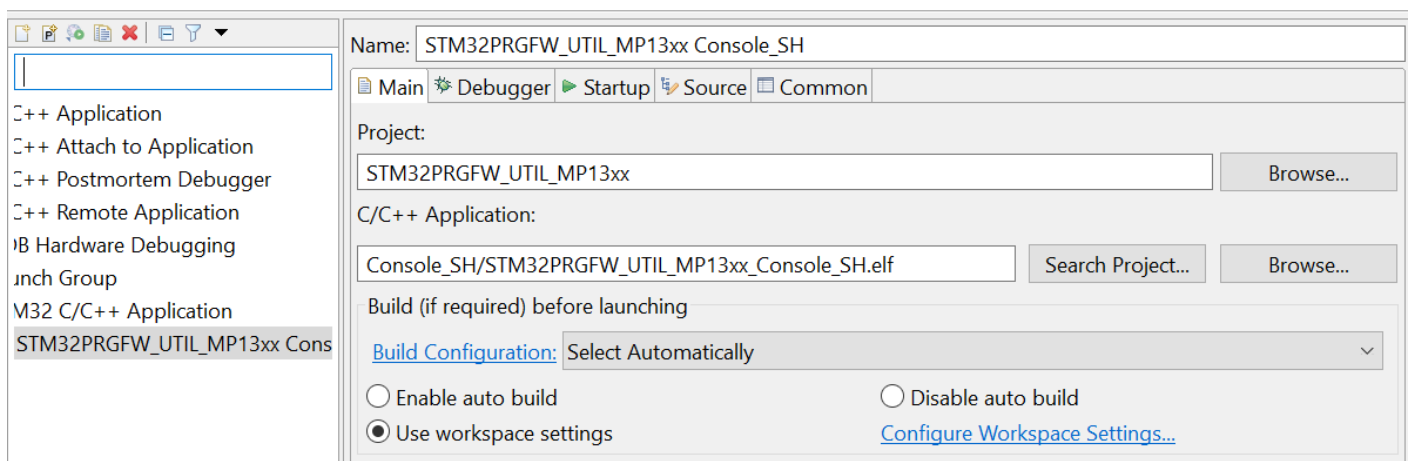 C++ Application
C++ Attach to Application
C++ Postmortem Debugger
C++ Remote Application
B Hardware Debugging
unch Group
M32 C/C++ Application
STM32PRGFW_UTIL_MP13xx Cons
Name: STM32PRGFW_UTIL_MP13xx Console_SH
Main Debugger Startup Source Common
Project:
STM32PRGFW_UTIL_MP13xx Browse...
C/C++ Application:
Console_SH/STM32PRGFW_UTIL_MP13xx_Console_SH.elf Search Project... Browse...
Build (if required) before launching
Build Configuration: Select Automatically
Enable auto build Disable auto build
Use workspace settings Configure Workspace Settings...